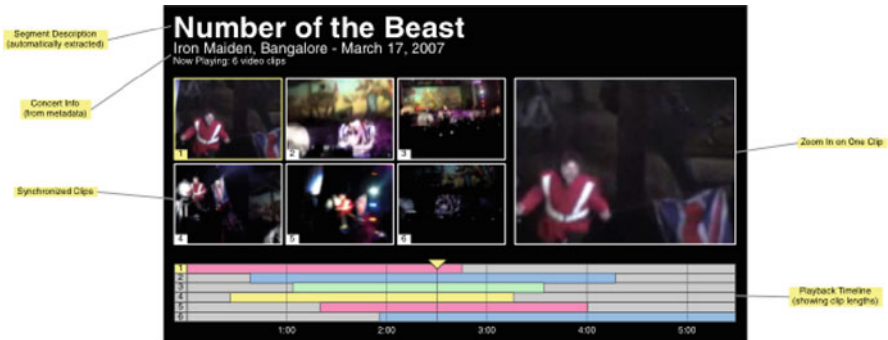 Segment Description
(automatically extracted)
Number of the Beast
Iron Maiden, Bangalore - March 17, 2007
Now Playing: 6 video clips
Concert Info
(from metadata)
1
2
3
Zoom In on One Clip
Synchronized Clips
4
5
6
1
2
3
4
5
6
Playback Timeline
(showing clip lengths)
1:00
2:00
3:00
4:00
5:00